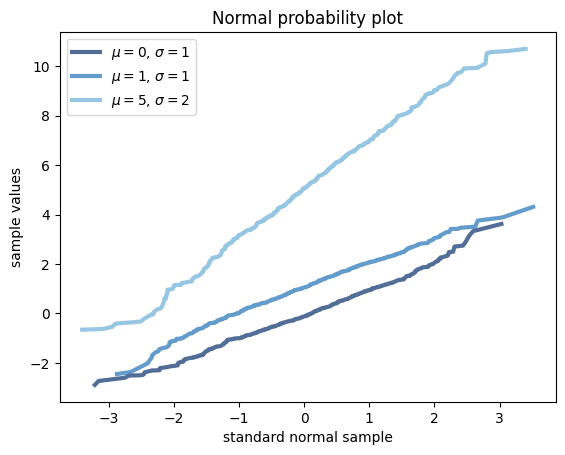 Normal probability plot
μ = 0, σ = 1
μ = 1, σ = 1
μ = 5, σ = 2
sample values
10
8
6
4
2
0
−2
−3
−2
−1
0
1
2
3
standard normal sample